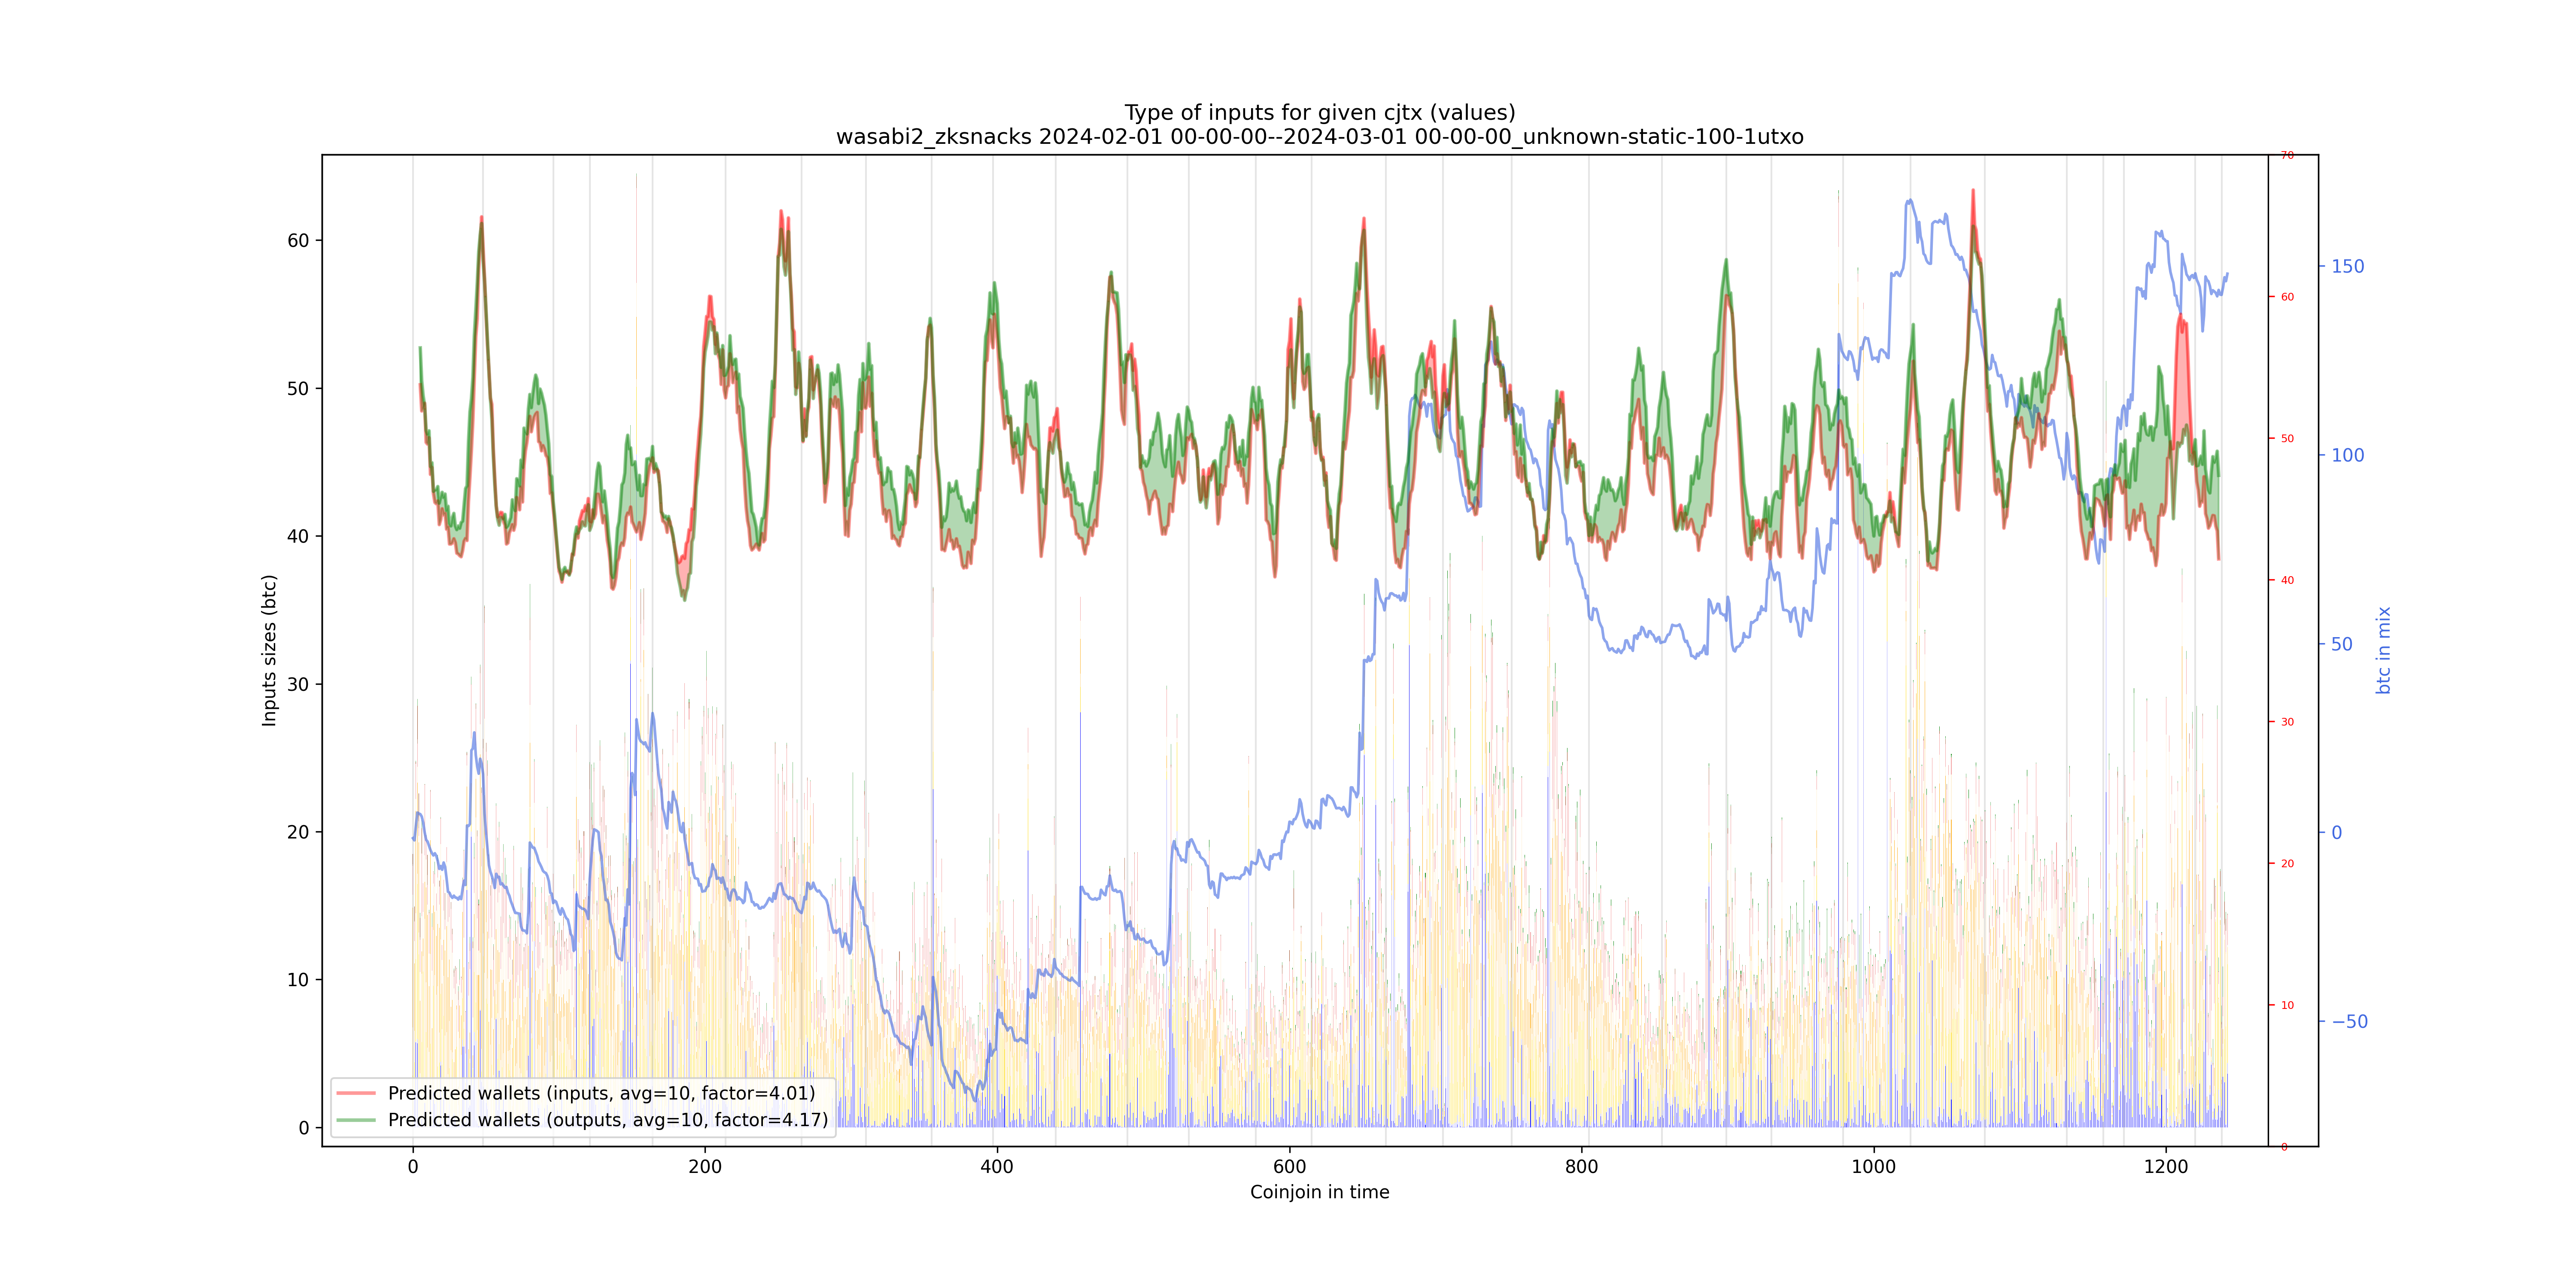 Type of inputs for given cjtx (values)
wasabi2_zksnacks 2024-02-01 00-00-00--2024-03-01 00-00-00_unknown-static-100-1utxo
Inputs sizes (btc)
60
50
40
30
20
10
0
70
60
50
40
30
20
10
0
150
100
50
0
−50
btc in mix
Predicted wallets (inputs, avg=10, factor=4.01)
Predicted wallets (outputs, avg=10, factor=4.17)
0 200 400 600 800 1000 1200
Coinjoin in time